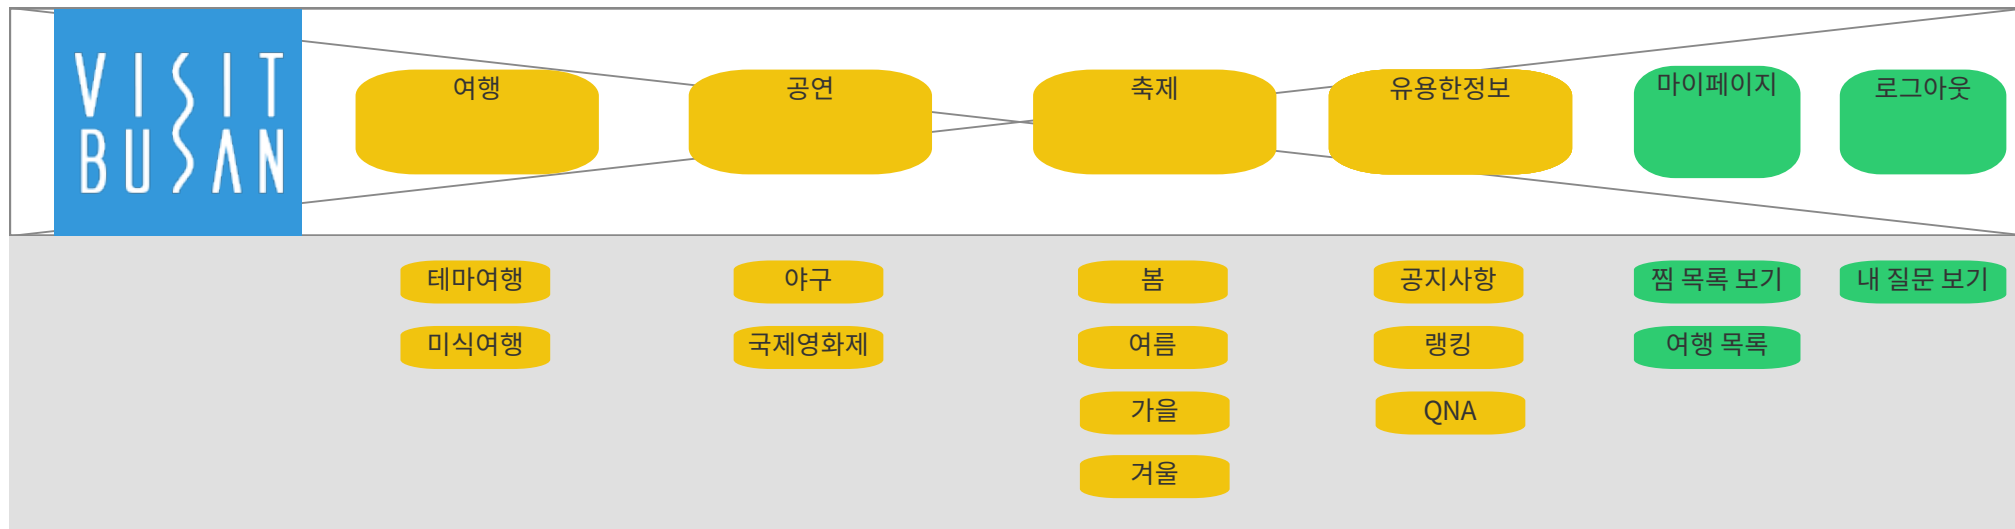 VISIT
BUSAN
여행
공연
축제
유용한정보
마이페이지
로그아웃
테마여행
야구
봄
공지사항
찜 목록 보기
내 질문 보기
미식여행
국제영화제
여름
랭킹
여행 목록
가을
QNA
겨울